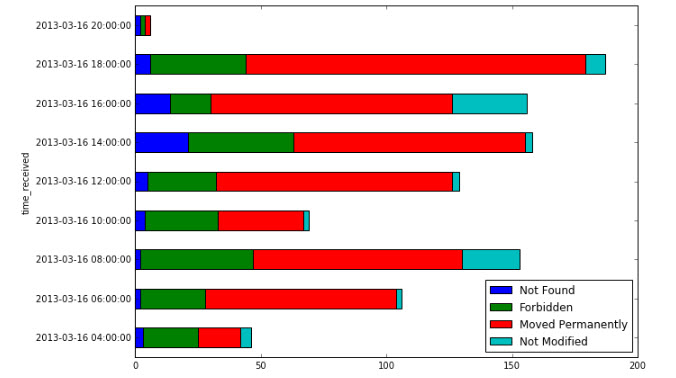 2013-03-16 20:00:00
2013-03-16 18:00:00
2013-03-16 16:00:00
2013-03-16 14:00:00
2013-03-16 12:00:00
2013-03-16 10:00:00
2013-03-16 08:00:00
2013-03-16 06:00:00
2013-03-16 04:00:00
time_received
Not Found
Forbidden
Moved Permanently
Not Modified
0 50 100 150 200